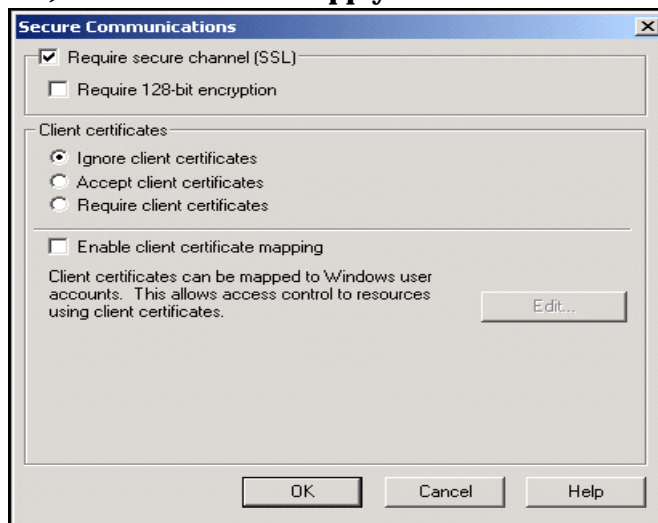 apply
Secure Communications
Require secure channel (SSL)
Require 128-bit encryption
Client certificates
Ignore client certificates
Accept client certificates
Require client certificates
Enable client certificate mapping
Client certificates can be mapped to Windows user
accounts. This allows access control to resources
using client certificates.
Edit...
OK
Cancel
Help